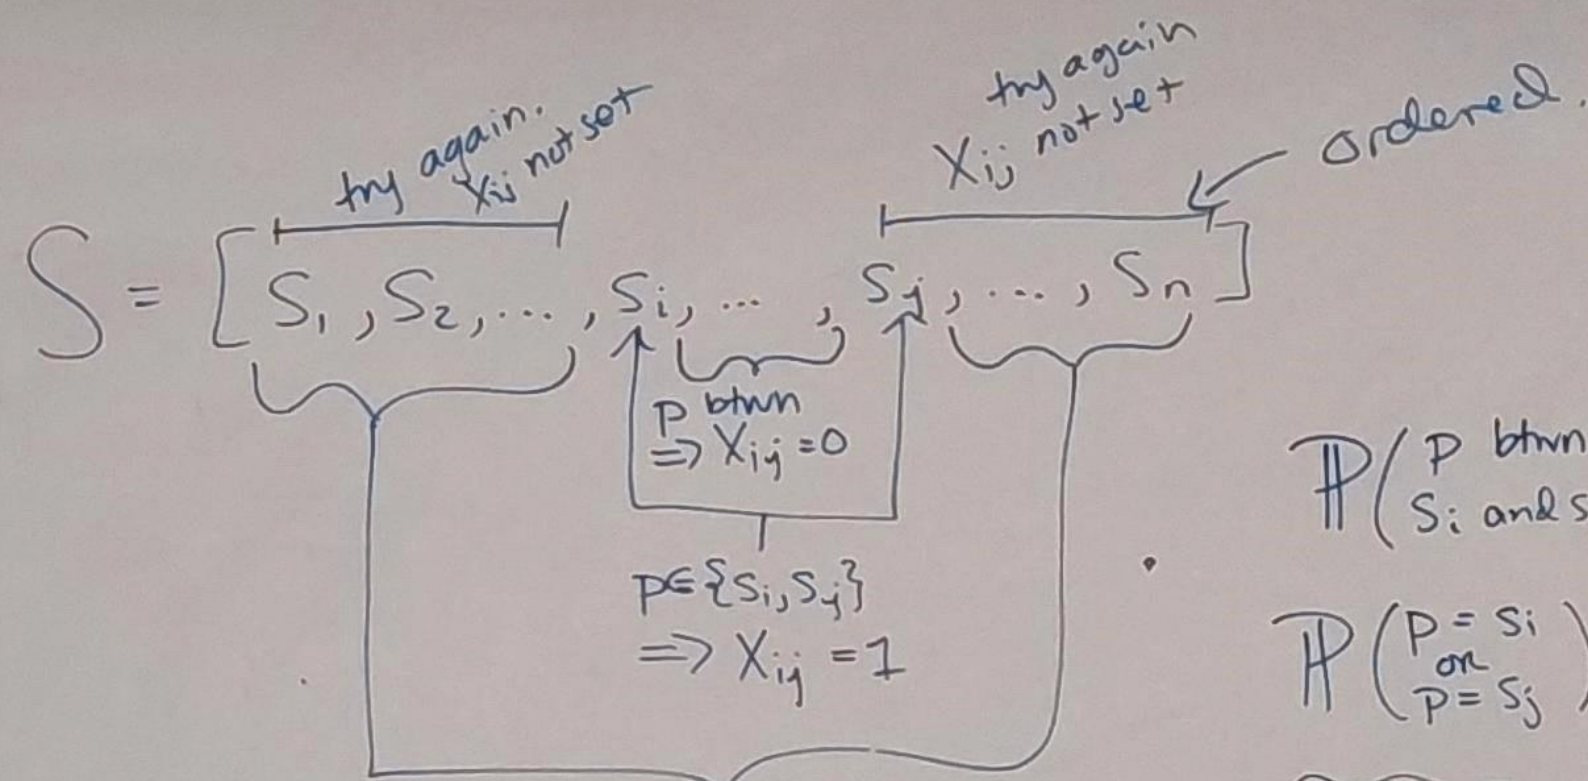 try again.
Xij not set
try again
Xij not set
ordered.
S = [S1, S2, ..., Si, ..., Sj, ..., Sn]
P btwn
⇒ Xij = 0
P∈{Si, Sj}
⇒ Xij = 1
ℙ( P btwn
Si and S
ℙ( P = Si
or
P = Sj )